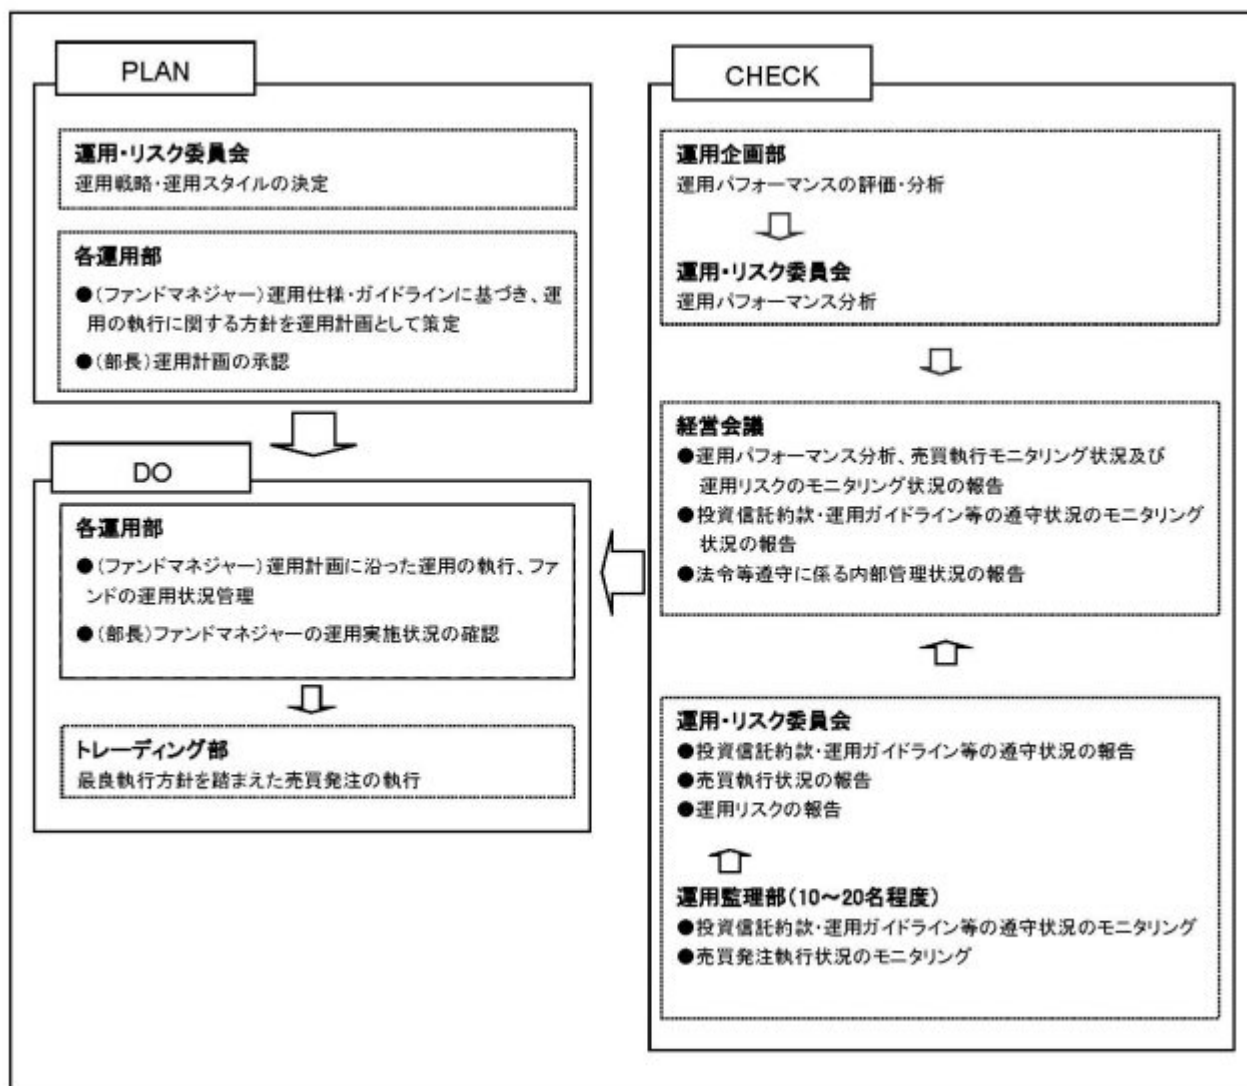 PLAN
運用・リスク委員会
運用戦略・運用スタイルの決定
各運用部
●(ファンドマネジャー)運用仕様・ガイドラインに基づき、運
用の執行に関する方針を運用計画として策定
●(部長)運用計画の承認
DO
各運用部
●(ファンドマネジャー)運用計画に沿った運用の執行、ファ
ンドの運用状況管理
●(部長)ファンドマネジャーの運用実施状況の確認
トレーディング部
最良執行方針を踏まえた売買発注の執行
CHECK
運用企画部
運用パフォーマンスの評価・分析
運用・リスク委員会
運用パフォーマンス分析
経営会議
●運用パフォーマンス分析、売買執行モニタリング状況及び
運用リスクのモニタリング状況の報告
●投資信託約款・運用ガイドライン等の遵守状況のモニタリング
状況の報告
●法令等遵守に係る内部管理状況の報告
運用・リスク委員会
●投資信託約款・運用ガイドライン等の遵守状況の報告
●売買執行状況の報告
●運用リスクの報告
運用監理部(10~20名程度)
●投資信託約款・運用ガイドライン等の遵守状況のモニタリング
●売買発注執行状況のモニタリング